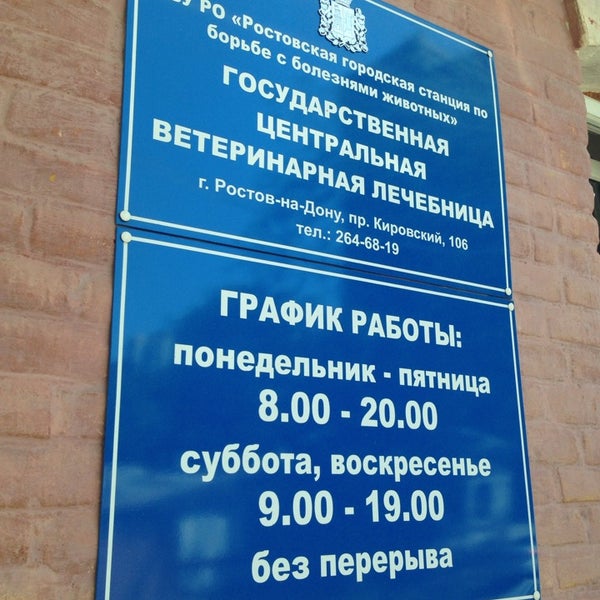 РО «Ростовская городская станция по
борьбе с болезнями животных»
ГОСУДАРСТВЕННАЯ
ЦЕНТРАЛЬНАЯ
ВЕТЕРИНАРНАЯ ЛЕЧЕБНИЦА
г. Ростов-на-Дону, пр. Кировский, 106
тел.: 264-68-19
ГРАФИК РАБОТЫ:
понедельник - пятница
8.00 - 20.00
суббота, воскресенье
9.00 - 19.00
без перерыва